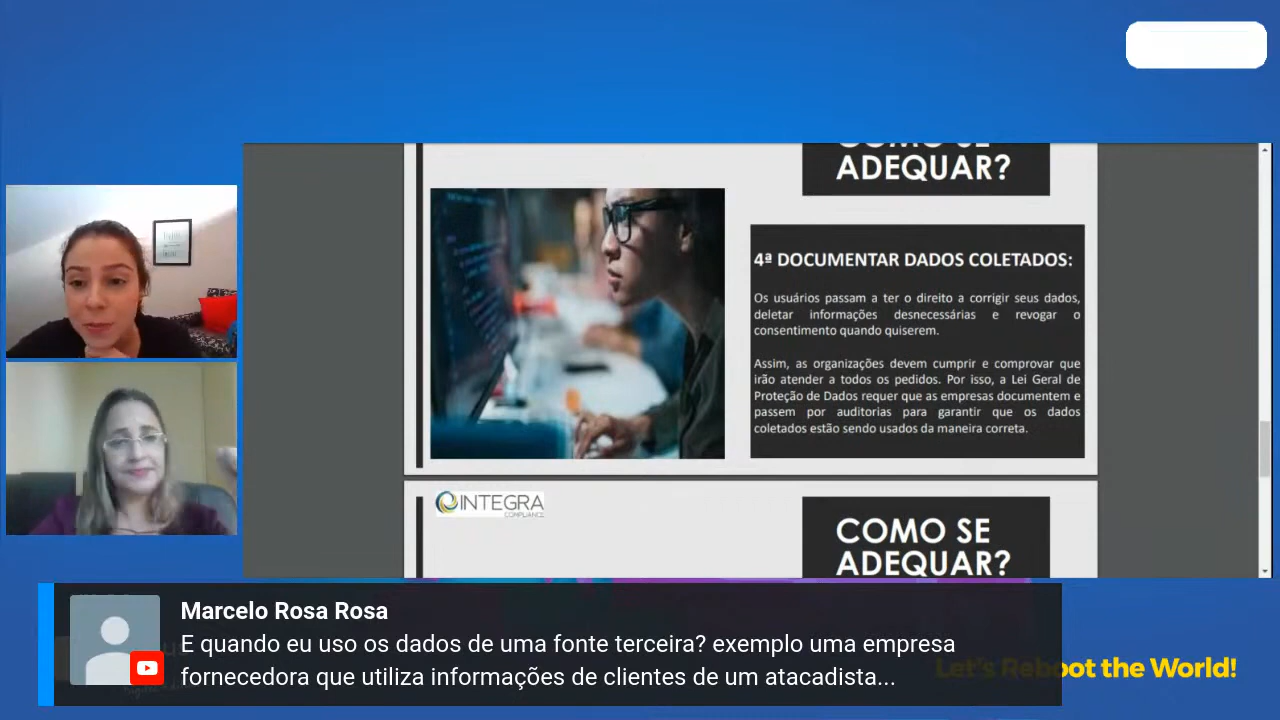 COMO SE
ADEQUAR?
4ª DOCUMENTAR DADOS COLETADOS:
Os usuários passam a ter o direito a corrigir seus dados,
deletar informações desnecessárias e revogar o
consentimento quando quiserem.
Assim, as organizações devem cumprir e comprovar que
irão atender a todos os pedidos. Por isso, a Lei Geral de
Proteção de Dados requer que as empresas documentem e
passem por auditorias para garantir que os dados
coletados estão sendo usados da maneira correta.
INTEGRA
COMPLIANCE
COMO SE
ADEQUAR?
Marcelo Rosa Rosa
E quando eu uso os dados de uma fonte terceira? exemplo uma empresa
fornecedora que utiliza informações de clientes de um atacadista...
Let's Reboot the World!